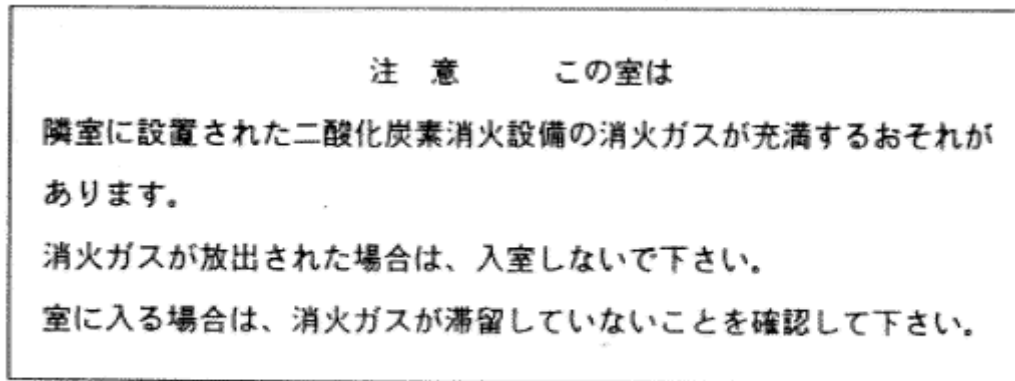 注　意　　　この室は
隣室に設置された二酸化炭素消火設備の消火ガスが充満するおそれが
あります。
消火ガスが放出された場合は、入室しないで下さい。
室に入る場合は、消火ガスが滞留していないことを確認して下さい。